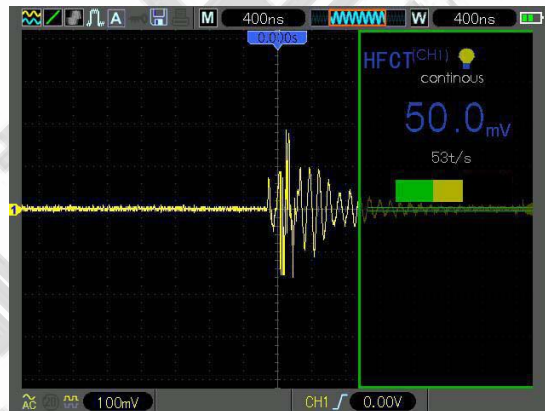 A M 400ns W 400ns
0.000s
HFCT(CH1)
continous
50.0mV
53t/s
1
AC 100mV CH1 0.00V